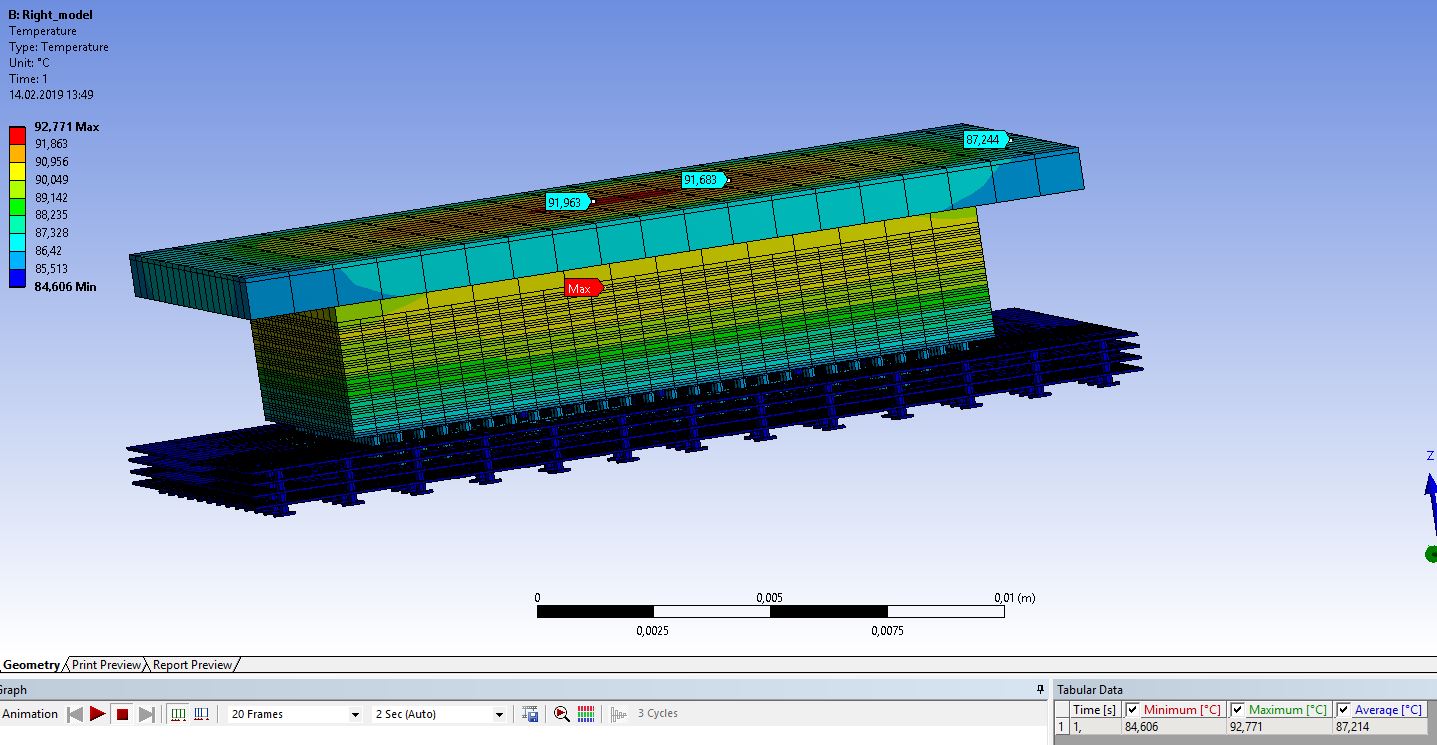 B: Right_model
Temperature
Type: Temperature
Unit: °C
Time: 1
14.02.2019 13:49
92,771 Max
91,863
90,956
90,049
89,142
88,235
87,328
86,42
85,513
84,606 Min
87,244
91,683
91,963
Max
Z
0 0,005 0,01 (m)
0,0025 0,0075
Geometry Print Preview Report Preview
Graph Tabular Data
Animation 20 Frames 2 Sec (Auto) 3 Cycles
Time [s] Minimum [°C] Maximum [°C] Average [°C]
1 1, 84,606 92,771 87,214